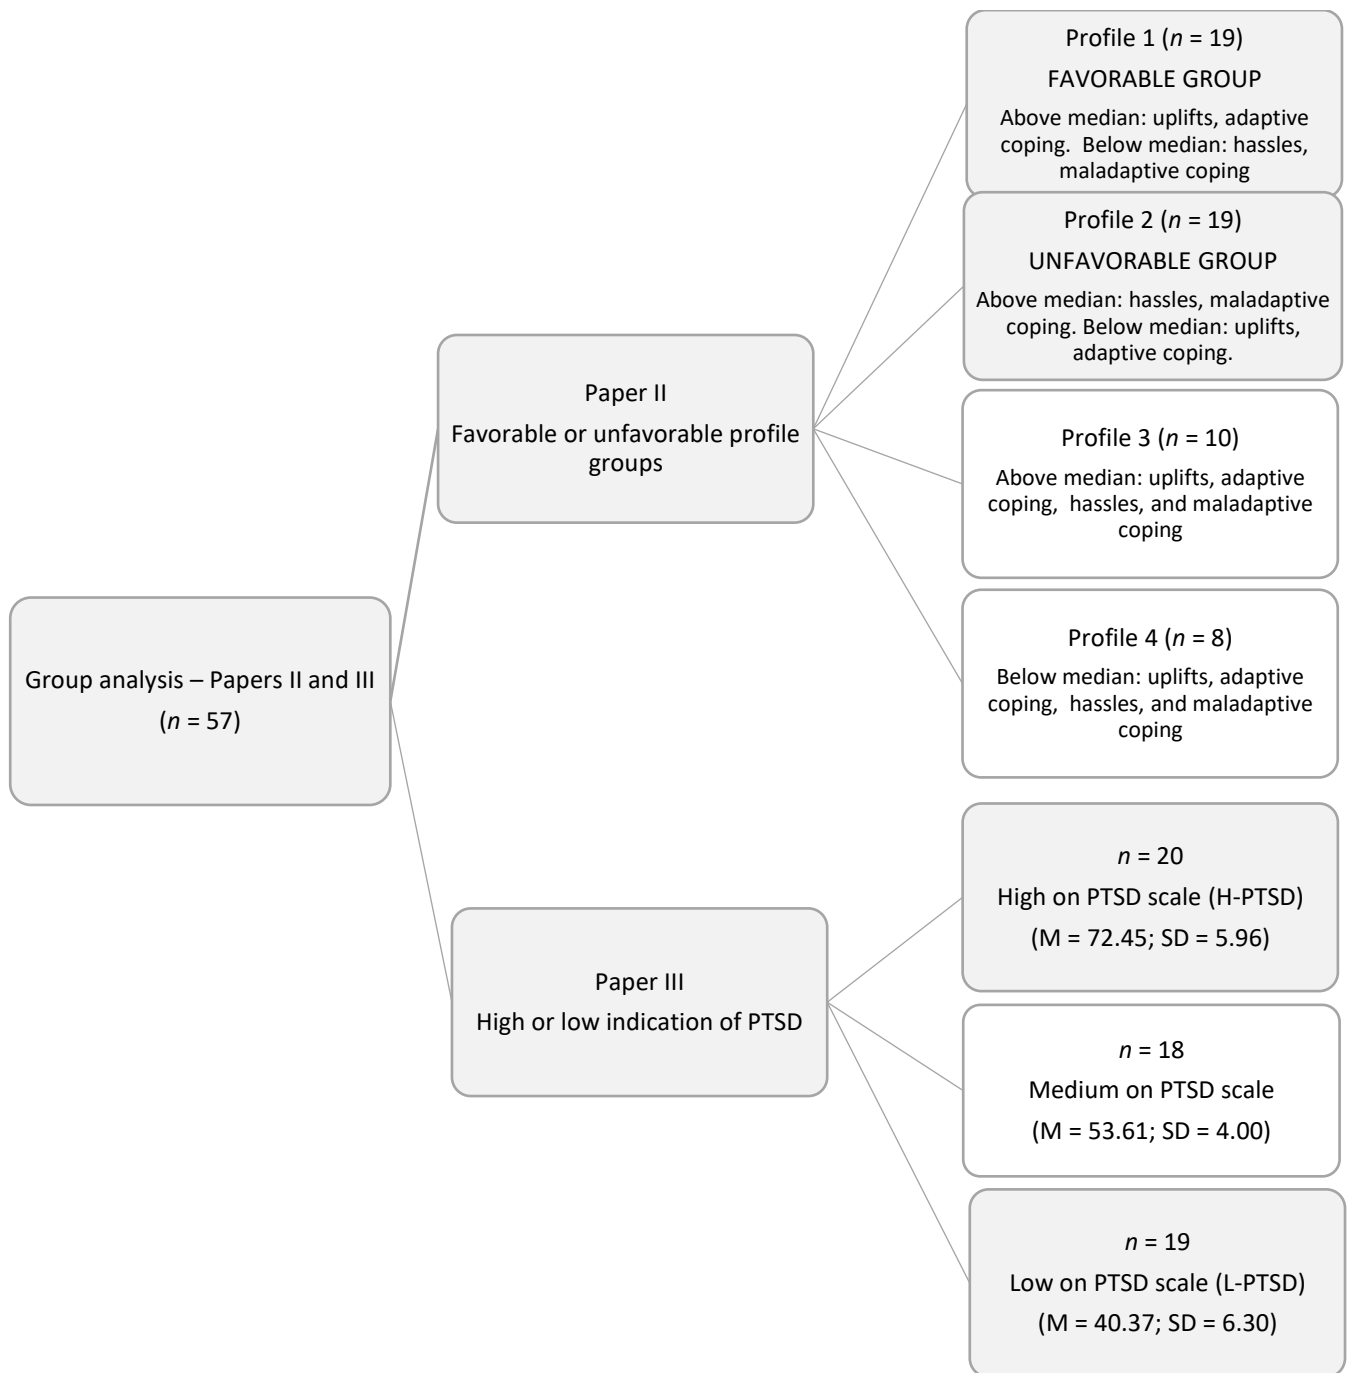 Profile 1 (n = 19)
FAVORABLE GROUP
Above median: uplifts, adaptive
coping.  Below median: hassles,
maladaptive coping
Profile 2 (n = 19)
UNFAVORABLE GROUP
Above median: hassles, maladaptive
coping. Below median: uplifts,
adaptive coping.
Paper II
Favorable or unfavorable profile
groups
Profile 3 (n = 10)
Above median: uplifts, adaptive
coping,  hassles, and maladaptive
coping
Profile 4 (n = 8)
Below median: uplifts, adaptive
coping,  hassles, and maladaptive
coping
Group analysis – Papers II and III
(n = 57)
n = 20
High on PTSD scale (H-PTSD)
(M = 72.45; SD = 5.96)
Paper III
High or low indication of PTSD
n = 18
Medium on PTSD scale
(M = 53.61; SD = 4.00)
n = 19
Low on PTSD scale (L-PTSD)
(M = 40.37; SD = 6.30)